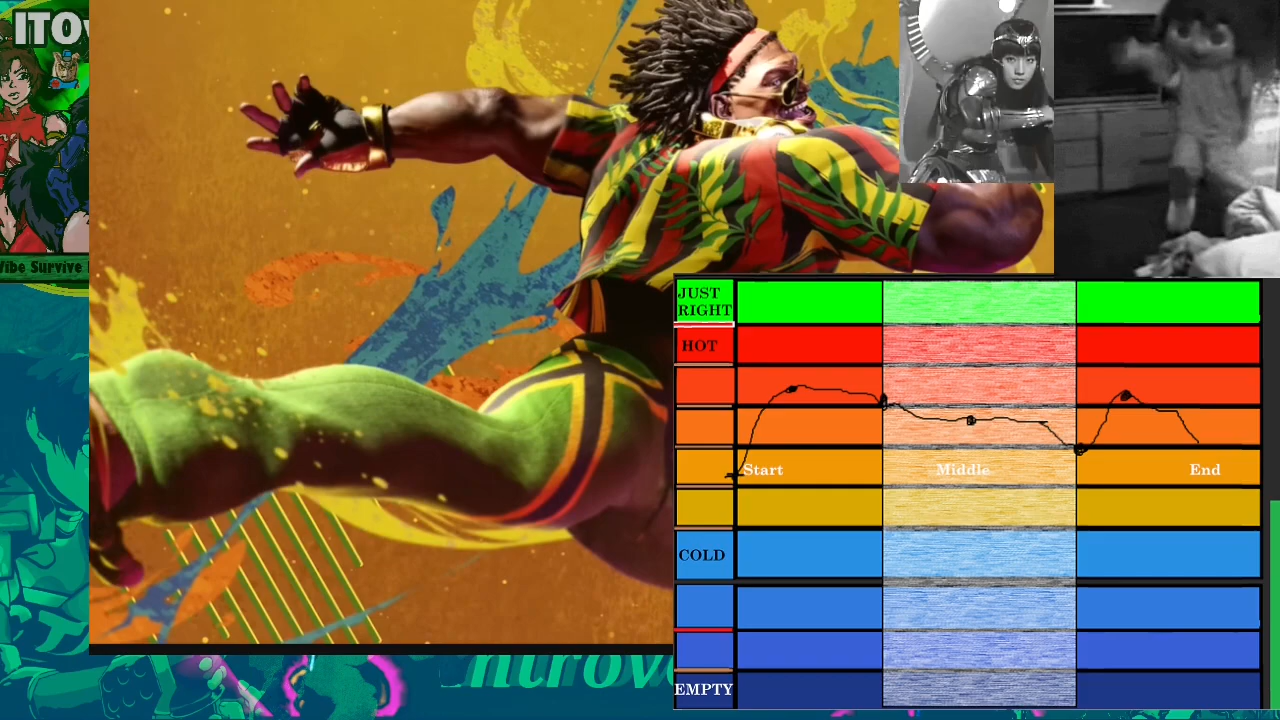 ITO
Vibe Survive
JUST
RIGHT
HOT
Start
Middle
End
COLD
EMPTY